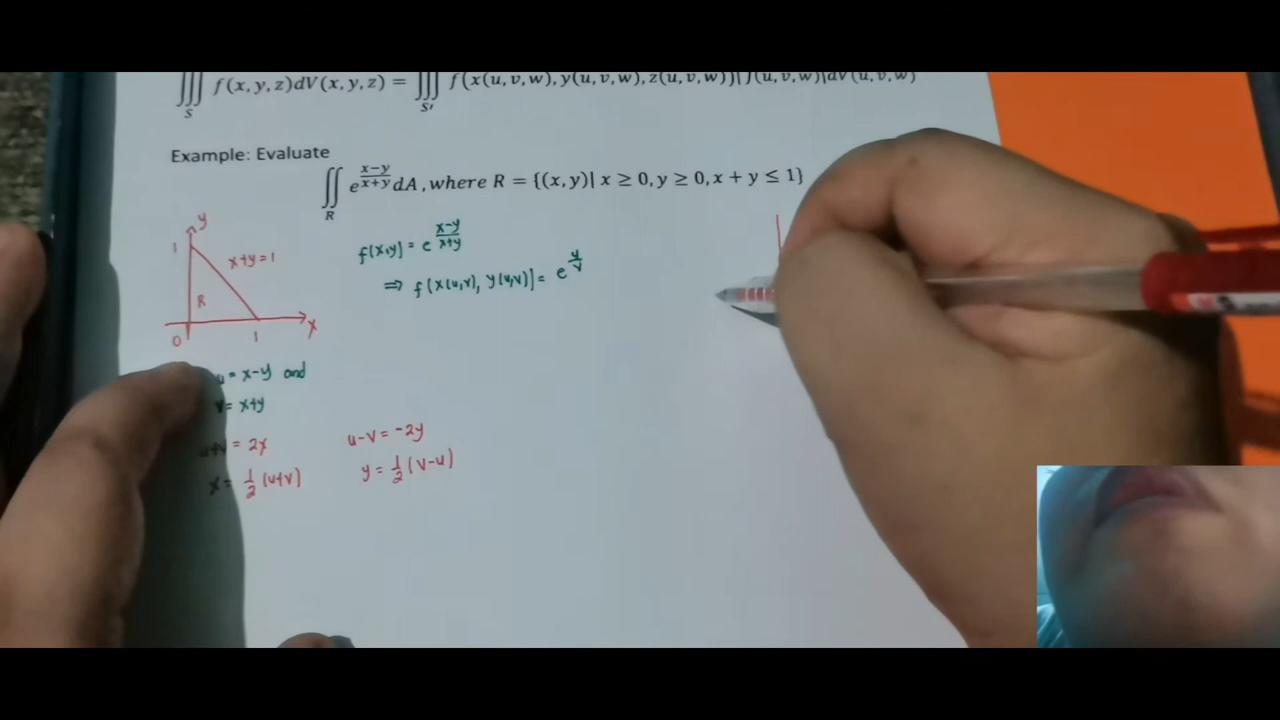 ∭_S f(x, y, z)dV(x, y, z) = ∭_S′ f(x(u, v, w), y(u, v, w), z(u, v, w))|J(u, v, w)|dV(u, v, w)
Example: Evaluate
∬_R e^((x−y)/(x+y)) dA , where R = {(x, y)| x ≥ 0, y ≥ 0, x + y ≤ 1}
y
1
x+y=1
R
0
1
x
f(x,y) = e^((x-y)/(x+y))
⇒ f(x(u,v), y(u,v)) = e^(u/v)
u = x-y and
v = x+y
u+v = 2x
x = 1/2 (u+v)
u-v = -2y
y = 1/2 (v-u)